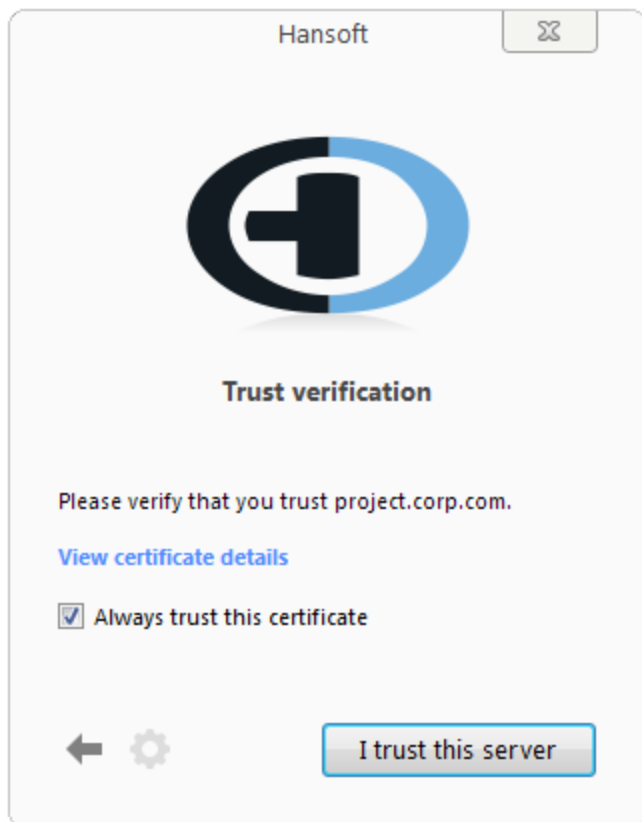 Hansoft
Trust verification
Please verify that you trust project.corp.com.
View certificate details
Always trust this certificate
I trust this server